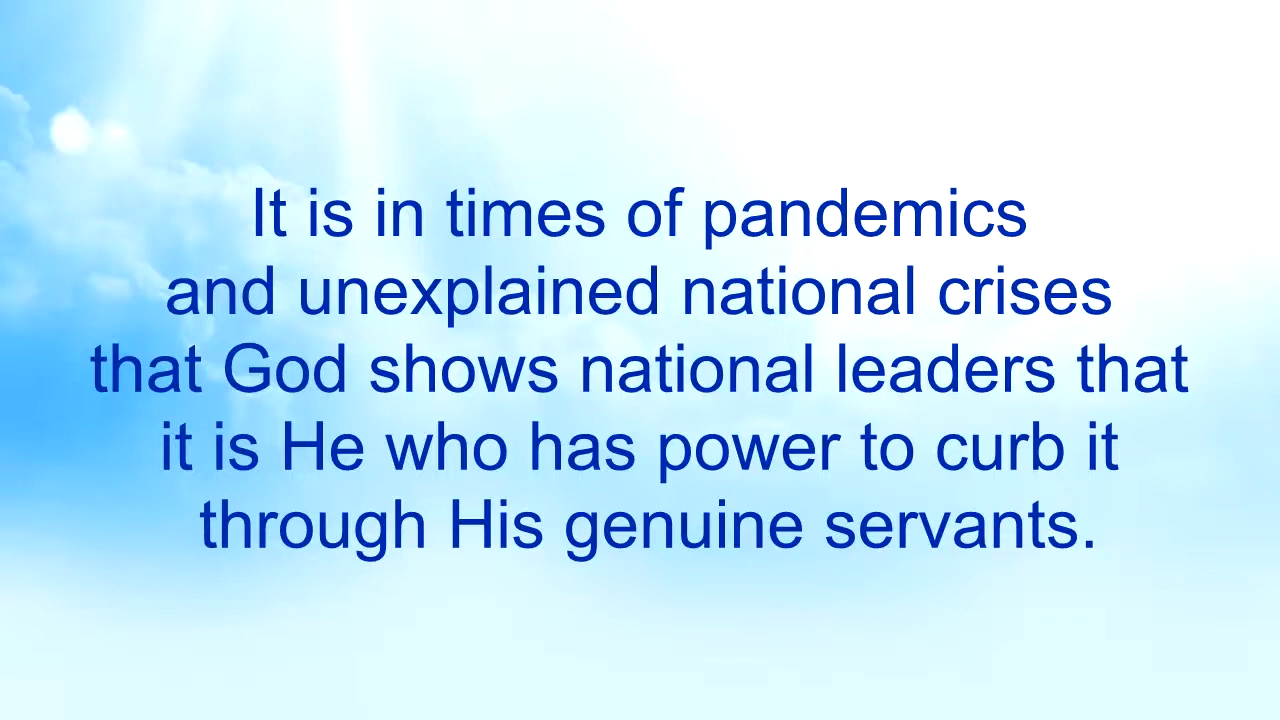 It is in times of pandemics
and unexplained national crises
that God shows national leaders that
it is He who has power to curb it
through His genuine servants.